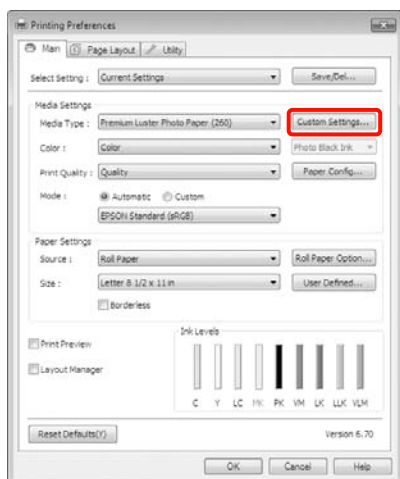 Printing Preferences
Main Page Layout Utility
Select Setting : Current Settings Save/Del...
Media Settings
Media Type : Premium Luster Photo Paper (260) Custom Settings...
Color : Color Photo Black Ink
Print Quality : Quality Paper Config...
Mode : Automatic Custom
EPSON Standard (sRGB)
Paper Settings
Source : Roll Paper Roll Paper Option...
Size : Letter 8 1/2 x 11 in User Defined...
Borderless
Ink Levels
Print Preview
Layout Manager
C Y LC MK PK VM LK LLK VLM
Reset Defaults(Y) Version 6.70
OK Cancel Help